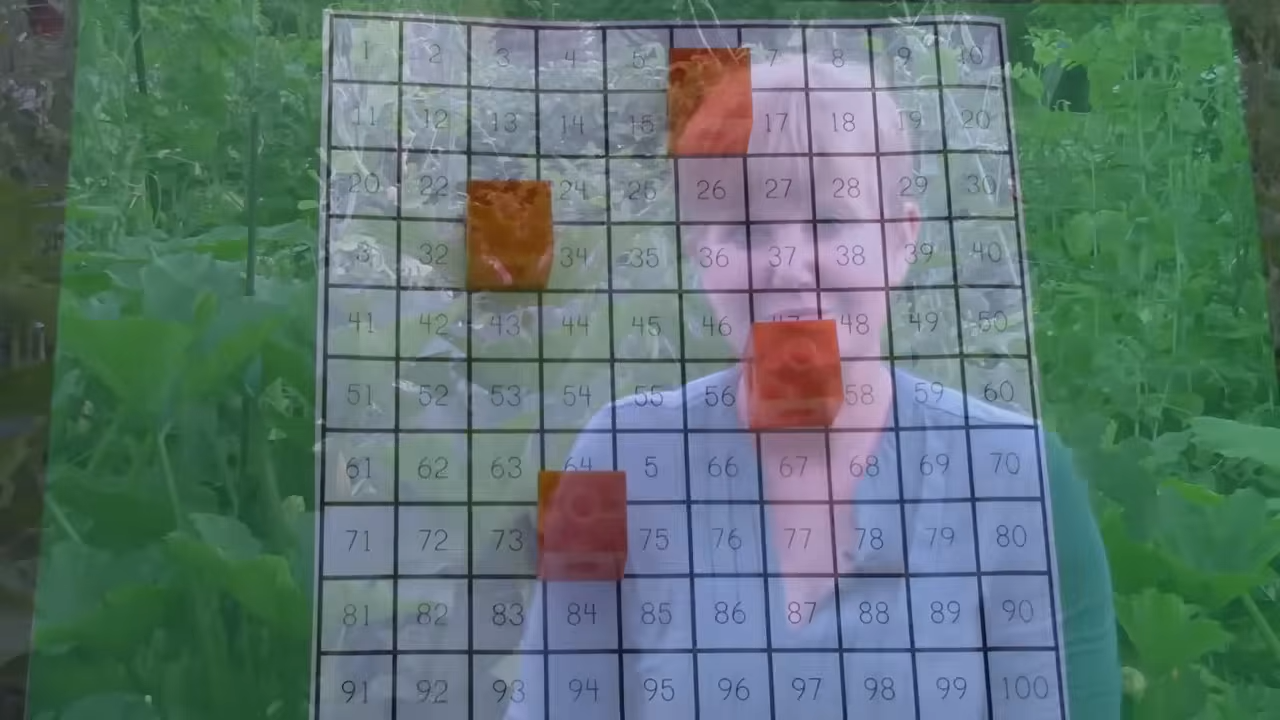 1 2 3 4 5 7 8 9 10
11 12 13 14 15 17 18 19 20
20 22 24 25 26 27 28 29 30
31 32 34 35 36 37 38 39 40
41 42 43 44 45 46 47 48 49 50
51 52 53 54 55 56 58 59 60
61 62 63 64 5 66 67 68 69 70
71 72 73 75 76 77 78 79 80
81 82 83 84 85 86 87 88 89 90
91 92 93 94 95 96 97 98 99 100